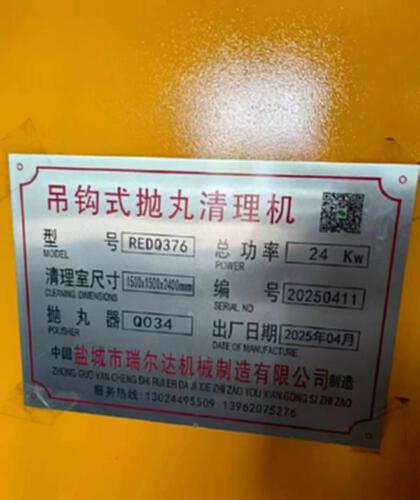 吊钩式抛丸清理机
型 号 REDQ376 总功率 24 Kw
MODEL POWER
清理室尺寸 1500x1500x2400mm 编 号 20250411
CLEARNING DIMENSIONS SERIAL NO
抛丸器 Q034 出厂日期 2025年04月
POLISHER DATE OF MANUFACTURE
中国盐城市瑞尔达机械制造有限公司制造
ZHONG GUO YAN CHENG SHI RUI ER DA JI JIXE ZHI ZAO YOU XIAN GONG SI ZHI ZAO
服务热线: 13024495509 13962075276